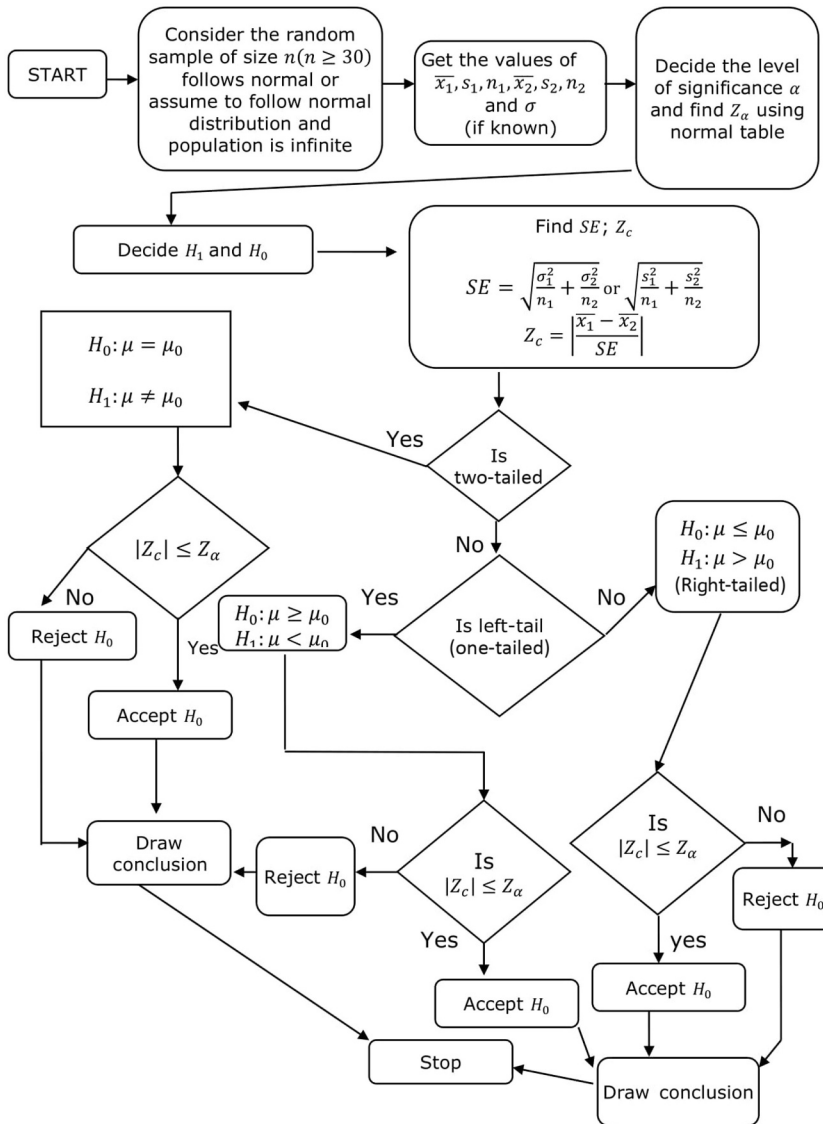 START
Consider the random
sample of size n(n ≥ 30)
follows normal or
assume to follow normal
distribution and
population is infinite
Get the values of
x̄₁, s₁, n₁, x̄₂, s₂, n₂
and σ
(if known)
Decide the level
of significance α
and find Z_α using
normal table
Decide H₁ and H₀
Find SE; Z_c
SE = √(σ₁²/n₁ + σ₂²/n₂) or √(s₁²/n₁ + s₂²/n₂)
Z_c = |(x̄₁ − x̄₂)/SE|
H₀: μ = μ₀
H₁: μ ≠ μ₀
Yes
Is
two-tailed
No
|Z_c| ≤ Z_α
No
Reject H₀
Yes
Accept H₀
H₀: μ ≥ μ₀
H₁: μ < μ₀
Yes
Is left-tail
(one-tailed)
No
H₀: μ ≤ μ₀
H₁: μ > μ₀
(Right-tailed)
Draw
conclusion
Reject H₀
No
Is
|Z_c| ≤ Z_α
Yes
Accept H₀
Is
|Z_c| ≤ Z_α
No
Reject H₀
yes
Accept H₀
Stop
Draw conclusion